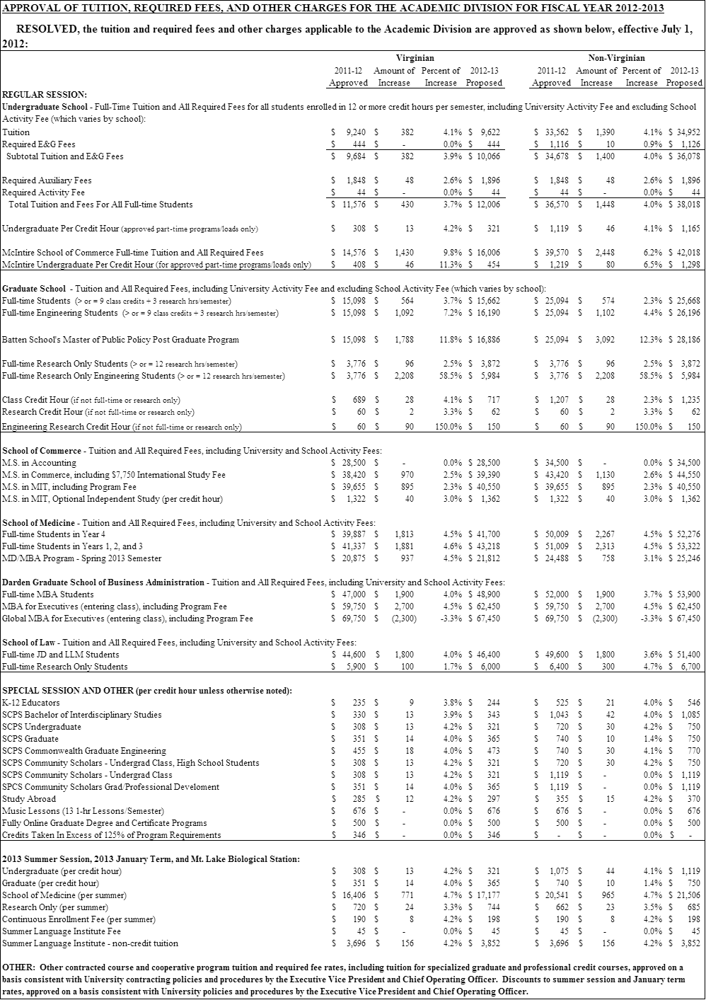 APPROVAL OF TUITION, REQUIRED FEES, AND OTHER CHARGES FOR THE ACADEMIC DIVISION FOR FISCAL YEAR 2012-2013
RESOLVED, the tuition and required fees and other charges applicable to the Academic Division are approved as shown below, effective July 1,
2012:
Virginian Non-Virginian
2011-12 Amount of Percent of 2012-13 2011-12 Amount of Percent of 2012-13
Approved Increase Increase Proposed Approved Increase Increase Proposed
REGULAR SESSION:
Undergraduate School - Full-Time Tuition and All Required Fees for all students enrolled in 12 or more credit hours per semester, including University Activity Fee and excluding School
Activity Fee (which varies by school):
Tuition $ 9,240 $ 382 4.1% $ 9,622 $ 33,562 $ 1,390 4.1% $ 34,952
Required E&G Fees $ 444 $ - 0.0% $ 444 $ 1,116 $ 10 0.9% $ 1,126
Subtotal Tuition and E&G Fees $ 9,684 $ 382 3.9% $ 10,066 $ 34,678 $ 1,400 4.0% $ 36,078
Required Auxiliary Fees $ 1,848 $ 48 2.6% $ 1,896 $ 1,848 $ 48 2.6% $ 1,896
Required Activity Fee $ 44 $ - 0.0% $ 44 $ 44 $ - 0.0% $ 44
Total Tuition and Fees For All Full-time Students $ 11,576 $ 430 3.7% $ 12,006 $ 36,570 $ 1,448 4.0% $ 38,018
Undergraduate Per Credit Hour (approved part-time programs/loads only) $ 308 $ 13 4.2% $ 321 $ 1,119 $ 46 4.1% $ 1,165
McIntire School of Commerce Full-time Tuition and All Required Fees $ 14,576 $ 1,430 9.8% $ 16,006 $ 39,570 $ 2,448 6.2% $ 42,018
McIntire Undergraduate Per Credit Hour (for approved part-time programs/loads only) $ 408 $ 46 11.3% $ 454 $ 1,219 $ 80 6.5% $ 1,298
Graduate School - Tuition and All Required Fees, including University Activity Fee and excluding School Activity Fee (which varies by school):
Full-time Students (> or = 9 class credits + 3 research hrs/semester) $ 15,098 $ 564 3.7% $ 15,662 $ 25,094 $ 574 2.3% $ 25,668
Full-time Engineering Students (> or = 9 class credits + 3 research hrs/semester) $ 15,098 $ 1,092 7.2% $ 16,190 $ 25,094 $ 1,102 4.4% $ 26,196
Batten School's Master of Public Policy Post Graduate Program $ 15,098 $ 1,788 11.8% $ 16,886 $ 25,094 $ 3,092 12.3% $ 28,186
Full-time Research Only Students (> or = 12 research hrs/semester) $ 3,776 $ 96 2.5% $ 3,872 $ 3,776 $ 96 2.5% $ 3,872
Full-time Research Only Engineering Students (> or = 12 research hrs/semester) $ 3,776 $ 2,208 58.5% $ 5,984 $ 3,776 $ 2,208 58.5% $ 5,984
Class Credit Hour (if not full-time or research only) $ 689 $ 28 4.1% $ 717 $ 1,207 $ 28 2.3% $ 1,235
Research Credit Hour (if not full-time or research only) $ 60 $ 2 3.3% $ 62 $ 60 $ 2 3.3% $ 62
Engineering Research Credit Hour (if not full-time or research only) $ 60 $ 90 150.0% $ 150 $ 60 $ 90 150.0% $ 150
School of Commerce - Tuition and All Required Fees, including University and School Activity Fees:
M.S. in Accounting $ 28,500 $ - 0.0% $ 28,500 $ 34,500 $ - 0.0% $ 34,500
M.S. in Commerce, including $7,750 International Study Fee $ 38,420 $ 970 2.5% $ 39,390 $ 43,420 $ 1,130 2.6% $ 44,550
M.S. in MIT, including Program Fee $ 39,655 $ 895 2.3% $ 40,550 $ 39,655 $ 895 2.3% $ 40,550
M.S. in MIT, Optional Independent Study (per credit hour) $ 1,322 $ 40 3.0% $ 1,362 $ 1,322 $ 40 3.0% $ 1,362
School of Medicine - Tuition and All Required Fees, including University and School Activity Fees:
Full-time Students in Year 4 $ 39,887 $ 1,813 4.5% $ 41,700 $ 50,009 $ 2,267 4.5% $ 52,276
Full-time Students in Years 1, 2, and 3 $ 41,337 $ 1,881 4.6% $ 43,218 $ 51,009 $ 2,313 4.5% $ 53,322
MD/MBA Program - Spring 2013 Semester $ 20,875 $ 937 4.5% $ 21,812 $ 24,488 $ 758 3.1% $ 25,246
Darden Graduate School of Business Administration - Tuition and All Required Fees, including University and School Activity Fees:
Full-time MBA Students $ 47,000 $ 1,900 4.0% $ 48,900 $ 52,000 $ 1,900 3.7% $ 53,900
MBA for Executives (entering class), including Program Fee $ 59,750 $ 2,700 4.5% $ 62,450 $ 59,750 $ 2,700 4.5% $ 62,450
Global MBA for Executives (entering class), including Program Fee $ 69,750 $ (2,300) -3.3% $ 67,450 $ 69,750 $ (2,300) -3.3% $ 67,450
School of Law - Tuition and All Required Fees, including University and School Activity Fees:
Full-time JD and LLM Students $ 44,600 $ 1,800 4.0% $ 46,400 $ 49,600 $ 1,800 3.6% $ 51,400
Full-time Research Only Students $ 5,900 $ 100 1.7% $ 6,000 $ 6,400 $ 300 4.7% $ 6,700
SPECIAL SESSION AND OTHER (per credit hour unless otherwise noted):
K-12 Educators $ 235 $ 9 3.8% $ 244 $ 525 $ 21 4.0% $ 546
SCPS Bachelor of Interdisciplinary Studies $ 330 $ 13 3.9% $ 343 $ 1,043 $ 42 4.0% $ 1,085
SCPS Undergraduate $ 308 $ 13 4.2% $ 321 $ 720 $ 30 4.2% $ 750
SCPS Graduate $ 351 $ 14 4.0% $ 365 $ 740 $ 10 1.4% $ 750
SCPS Commonwealth Graduate Engineering $ 455 $ 18 4.0% $ 473 $ 740 $ 30 4.1% $ 770
SCPS Community Scholars - Undergrad Class, High School Students $ 308 $ 13 4.2% $ 321 $ 720 $ 30 4.2% $ 750
SCPS Community Scholars - Undergrad Class $ 308 $ 13 4.2% $ 321 $ 1,119 $ - 0.0% $ 1,119
SPCS Community Scholars Grad/Professional Develoment $ 351 $ 14 4.0% $ 365 $ 1,119 $ - 0.0% $ 1,119
Study Abroad $ 285 $ 12 4.2% $ 297 $ 355 $ 15 4.2% $ 370
Music Lessons (13 1-hr Lessons/Semester) $ 676 $ - 0.0% $ 676 $ 676 $ - 0.0% $ 676
Fully Online Graduate Degree and Certificate Programs $ 500 $ - 0.0% $ 500 $ 500 $ - 0.0% $ 500
Credits Taken In Excess of 125% of Program Requirements $ 346 $ - 0.0% $ 346 $ - $ - 0.0% $ -
2013 Summer Session, 2013 January Term, and Mt. Lake Biological Station:
Undergraduate (per credit hour) $ 308 $ 13 4.2% $ 321 $ 1,075 $ 44 4.1% $ 1,119
Graduate (per credit hour) $ 351 $ 14 4.0% $ 365 $ 740 $ 10 1.4% $ 750
School of Medicine (per summer) $ 16,406 $ 771 4.7% $ 17,177 $ 20,541 $ 965 4.7% $ 21,506
Research Only (per summer) $ 720 $ 24 3.3% $ 744 $ 662 $ 23 3.5% $ 685
Continuous Enrollment Fee (per summer) $ 190 $ 8 4.2% $ 198 $ 190 $ 8 4.2% $ 198
Summer Language Institute Fee $ 45 $ - 0.0% $ 45 $ 45 $ - 0.0% $ 45
Summer Language Institute - non-credit tuition $ 3,696 $ 156 4.2% $ 3,852 $ 3,696 $ 156 4.2% $ 3,852
OTHER: Other contracted course and cooperative program tuition and required fee rates, including tuition for specialized graduate and professional credit courses, approved on a
basis consistent with University contracting policies and procedures by the Executive Vice President and Chief Operating Officer. Discounts to summer session and January term
rates, approved on a basis consistent with University policies and procedures by the Executive Vice President and Chief Operating Officer.